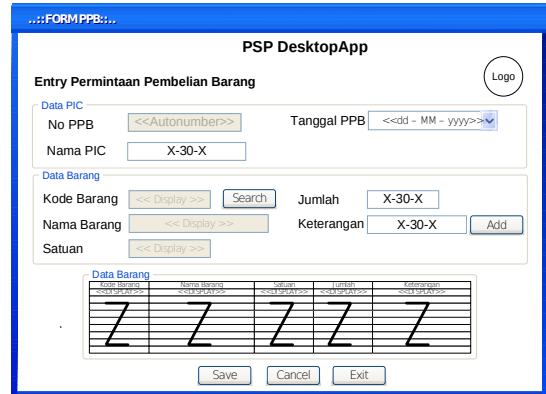 ..::FORM PPB::..
PSP DesktopApp
Logo
Entry Permintaan Pembelian Barang
Data PIC
No PPB <<Autonumber>> Tanggal PPB <<dd – MM – yyyy>>
Nama PIC X-30-X
Data Barang
Kode Barang << Display >> Search Jumlah X-30-X
Nama Barang << Display >> Keterangan X-30-X Add
Satuan << Display >>
Data Barang
Kode Barang Nama Barang Satuan Jumlah Keterangan
<<DISPLAY>> <<DISPLAY>> <<DISPLAY>> <<DISPLAY>> <<DISPLAY>>
Z Z Z Z Z
.
Save Cancel Exit